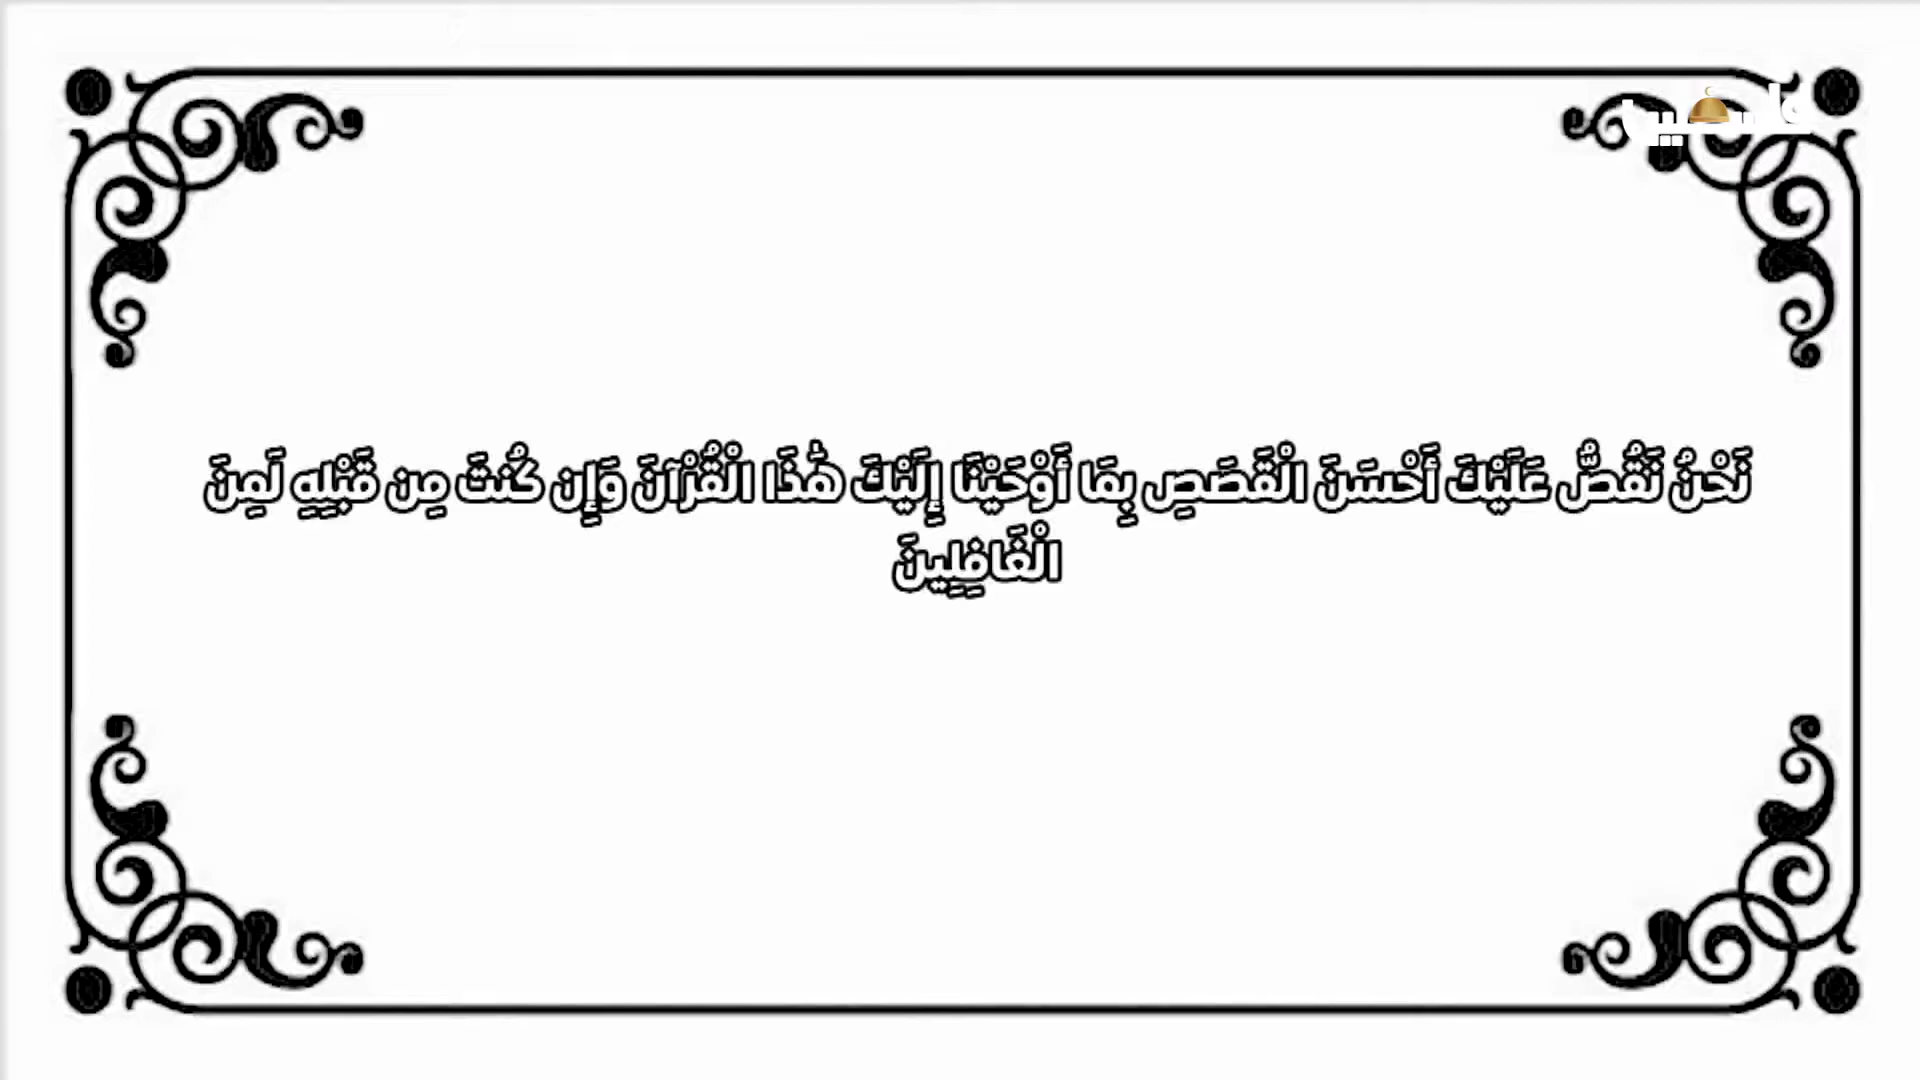 نَحْنُ نَقُصُّ عَلَيْكَ أَحْسَنَ الْقَصَصِ بِمَا أَوْحَيْنَا إِلَيْكَ هَٰذَا الْقُرْآنَ وَإِن كُنتَ مِن قَبْلِهِ لَمِنَ
الْغَافِلِينَ